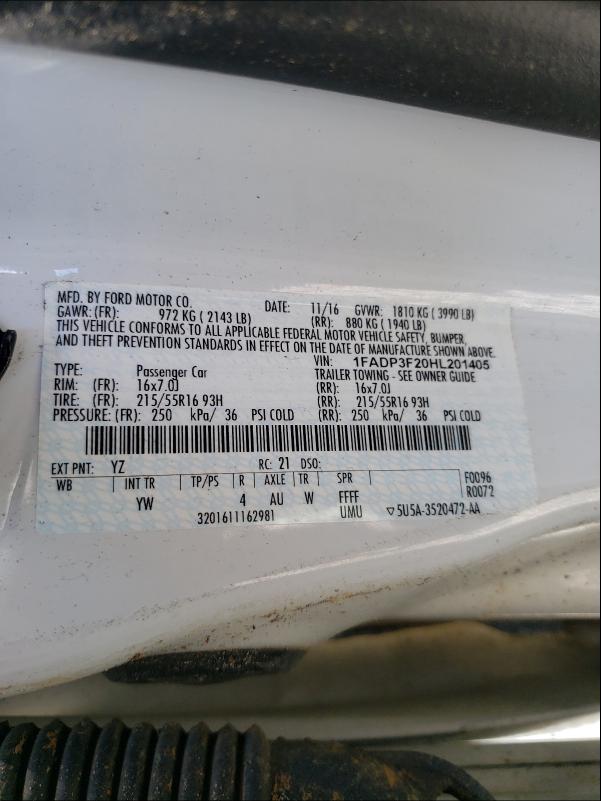 MFD. BY FORD MOTOR CO. DATE: 11/16 GVWR: 1810 KG ( 3990 LB)
GAWR:(FR): 972 KG ( 2143 LB) (RR): 880 KG ( 1940 LB)
THIS VEHICLE CONFORMS TO ALL APPLICABLE FEDERAL MOTOR VEHICLE SAFETY, BUMPER,
AND THEFT PREVENTION STANDARDS IN EFFECT ON THE DATE OF MANUFACTURE SHOWN ABOVE.
VIN: 1FADP3F20HL201405
TYPE: Passenger Car TRAILER TOWING - SEE OWNER GUIDE
RIM: (FR): 16x7.0J (RR): 16x7.0J
TIRE: (FR): 215/55R16 93H (RR): 215/55R16 93H
PRESSURE: (FR): 250 kPa/ 36 PSI COLD (RR): 250 kPa/ 36 PSI COLD
EXT PNT: YZ RC: 21 DSO:
WB INT TR TP/PS R AXLE TR SPR F0096
YW 4 AU W FFFF R0072
3201611162981 UMU ▽5U5A-3520472-AA